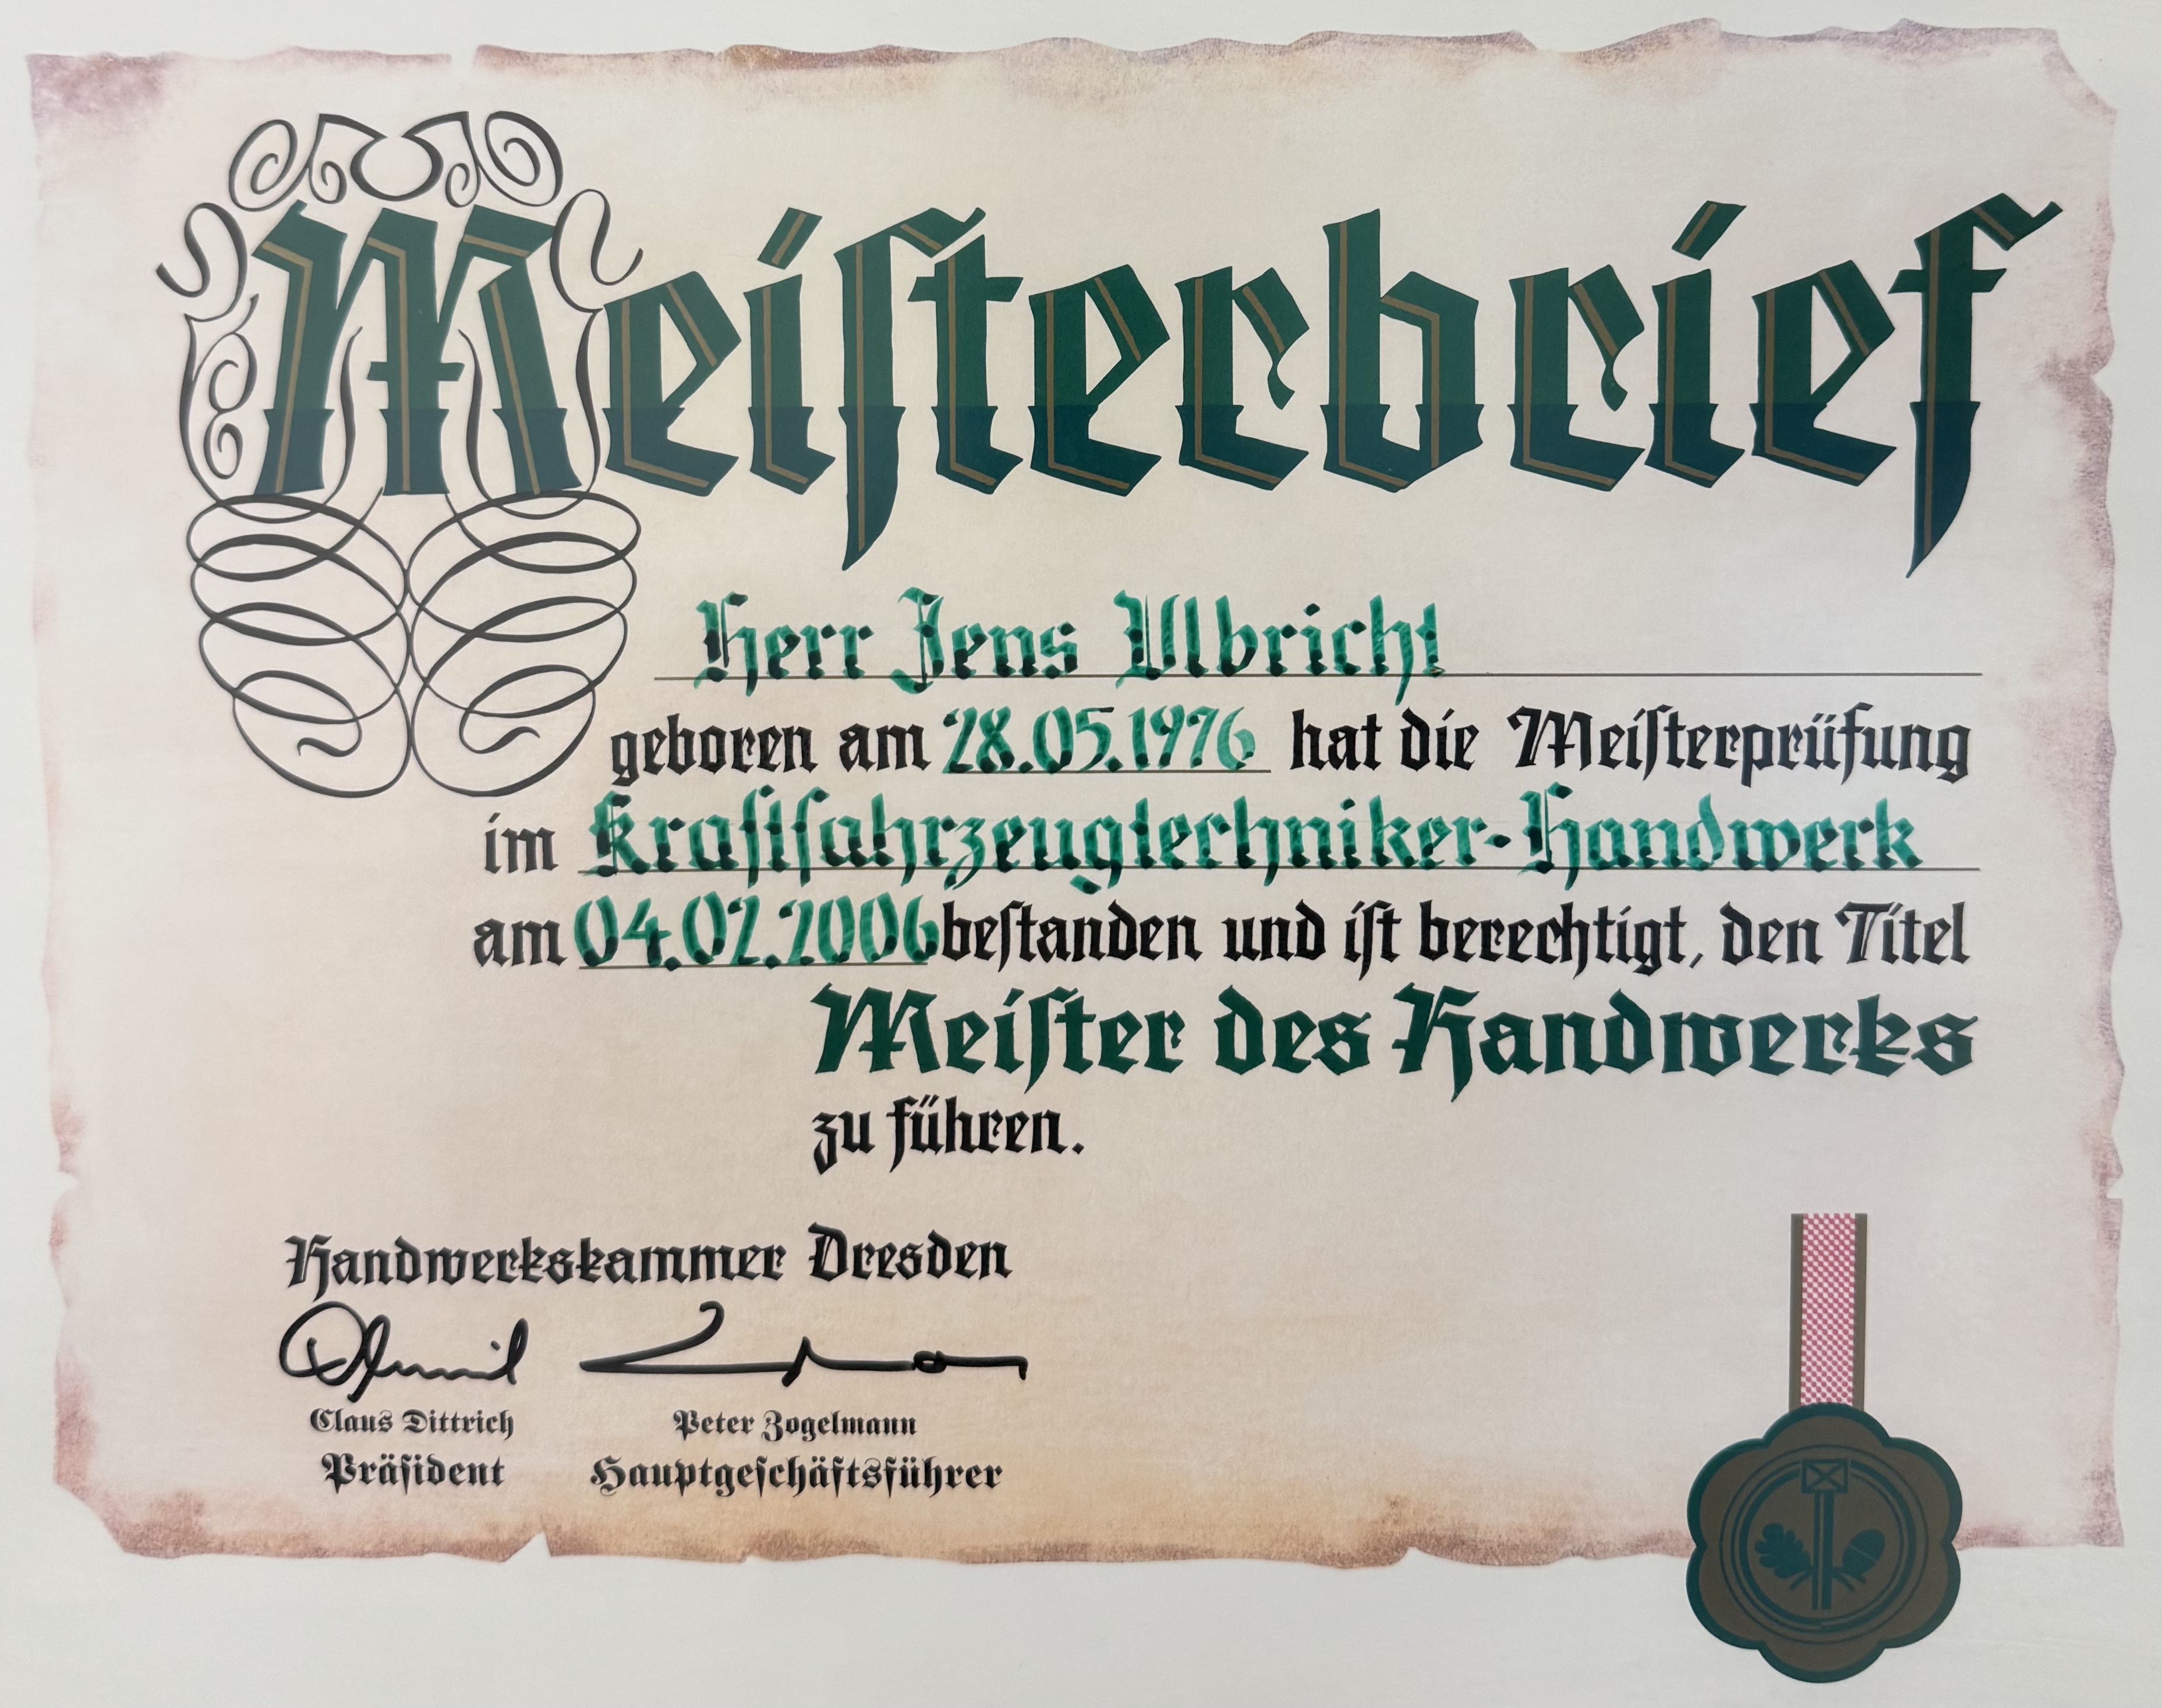 Meiſterbrief
Herr Jens Ulbricht
geboren am 28.05.1976 hat die Meiſterprüfung
im Kraftfahrzeugtechniker-Handwerk
am 04.02.2006 beſtanden und iſt berechtigt, den Titel
Meiſter des Handwerks
zu führen.
Handwerkskammer Dresden
Claus Dittrich Peter Zogelmann
Präſident Hauptgeſchäftsführer